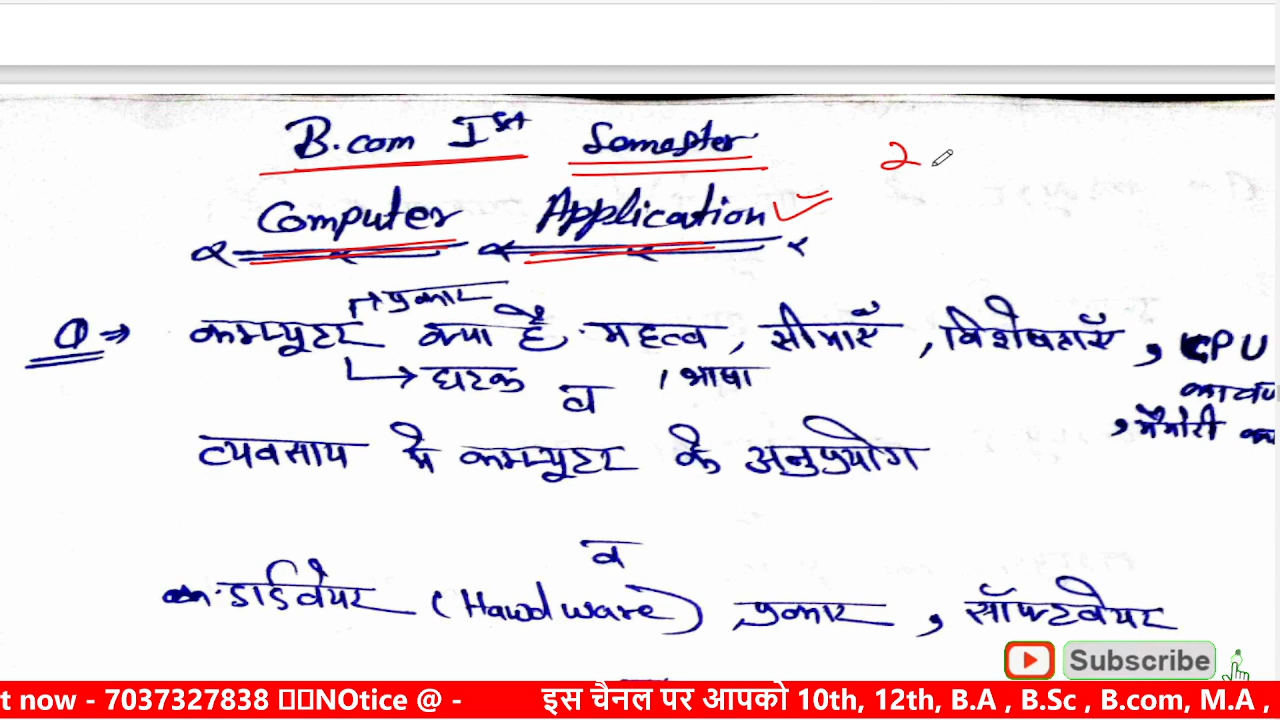 B.com Ist Semester 2
Computer Application
→ प्रकार
Q ⇒ कम्प्यूटर क्या है, महत्व, सीमाएँ, विशेषताएँ, CPU
→ घटक, भाषा
व
, मैमोरी
व्यवसाय मे कम्प्यूटर के अनुप्रयोग
व
हार्डवेयर (Hardware) प्रकार, सॉफ्टवेयर
Subscribe
t now - 7037327838 NOtice @ - इस चैनल पर आपको 10th, 12th, B.A , B.Sc , B.com, M.A ,